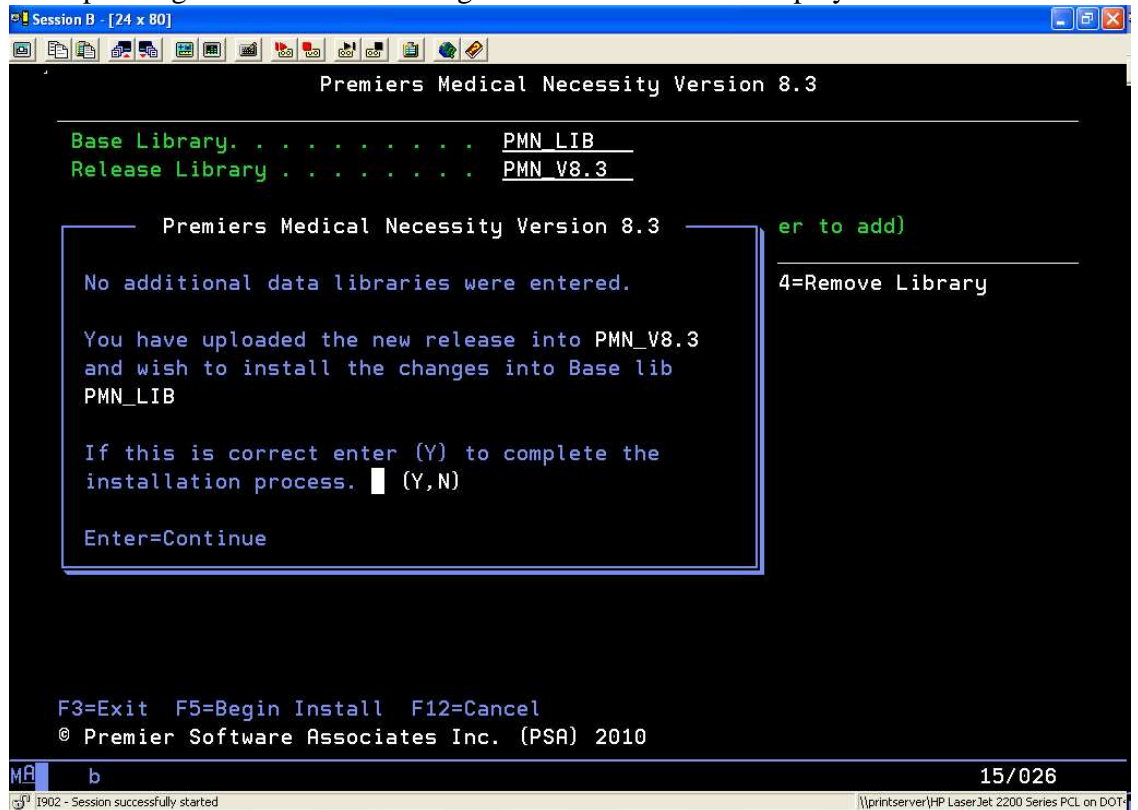 Session B - [24 x 80]
Premiers Medical Necessity Version 8.3
Base Library. . . . . . . . . . PMN_LIB
Release Library . . . . . . . . PMN_V8.3
Premiers Medical Necessity Version 8.3
er to add)
No additional data libraries were entered.
4=Remove Library
You have uploaded the new release into PMN_V8.3
and wish to install the changes into Base lib
PMN_LIB
If this is correct enter (Y) to complete the
installation process. (Y,N)
Enter=Continue
F3=Exit F5=Begin Install F12=Cancel
© Premier Software Associates Inc. (PSA) 2010
MA b 15/026
I902 - Session successfully started \\printserver\HP LaserJet 2200 Series PCL on DOT4